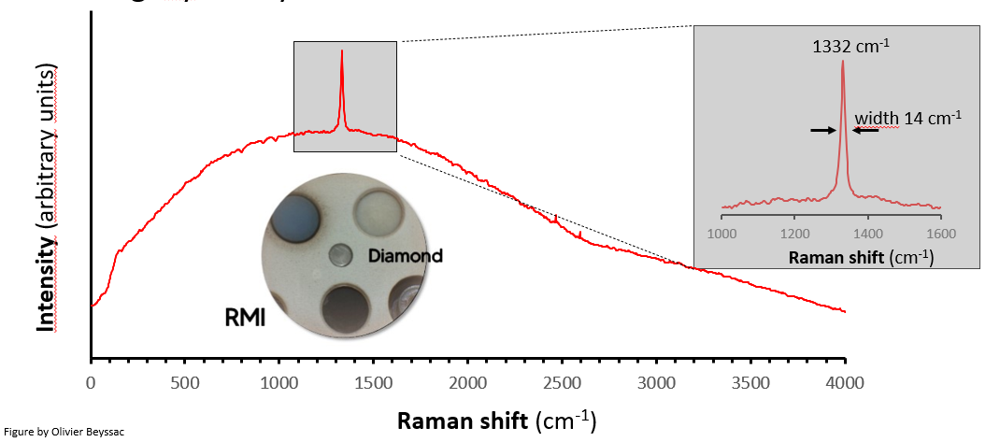 Intensity (arbitrary units)
1332 cm-1
width 14 cm-1
1000 1200 1400 1600
Raman shift (cm-1)
Diamond
RMI
0 500 1000 1500 2000 2500 3000 3500 4000
Raman shift (cm-1)
Figure by Olivier Beyssac